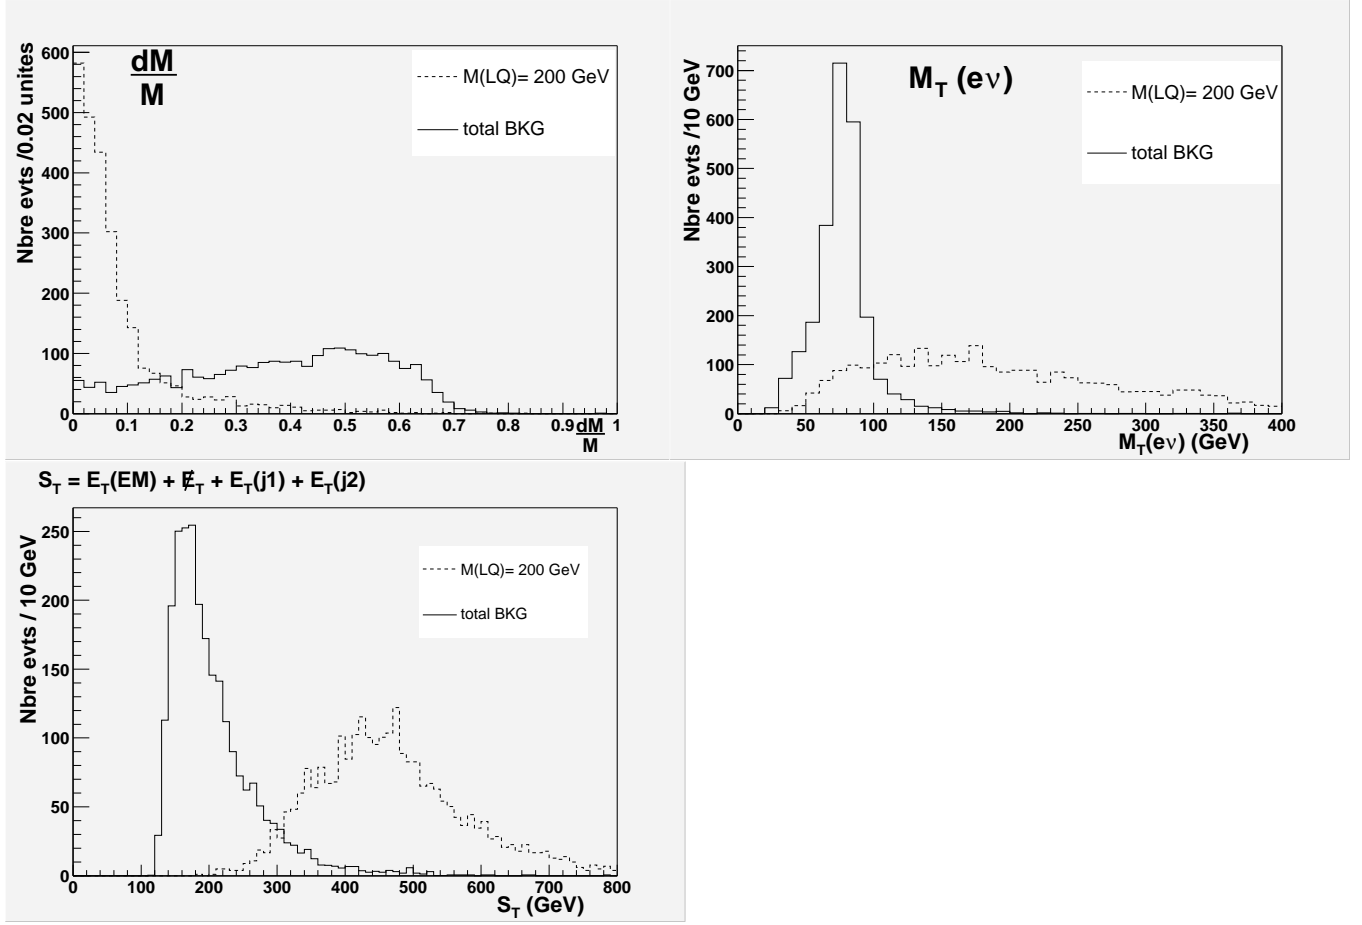 dM
M
M(LQ)= 200 GeV
total BKG
Nbre evts /0.02 unites
600
500
400
300
200
100
0
0 0.1 0.2 0.3 0.4 0.5 0.6 0.7 0.8 0.9 1
dM
M
M_T (eν)
M(LQ)= 200 GeV
total BKG
Nbre evts /10 GeV
700
600
500
400
300
200
100
0
0 50 100 150 200 250 300 350 400
M_T(eν) (GeV)
S_T = E_T(EM) + E̸_T + E_T(j1) + E_T(j2)
M(LQ)= 200 GeV
total BKG
Nbre evts / 10 GeV
250
200
150
100
50
0
0 100 200 300 400 500 600 700 800
S_T (GeV)